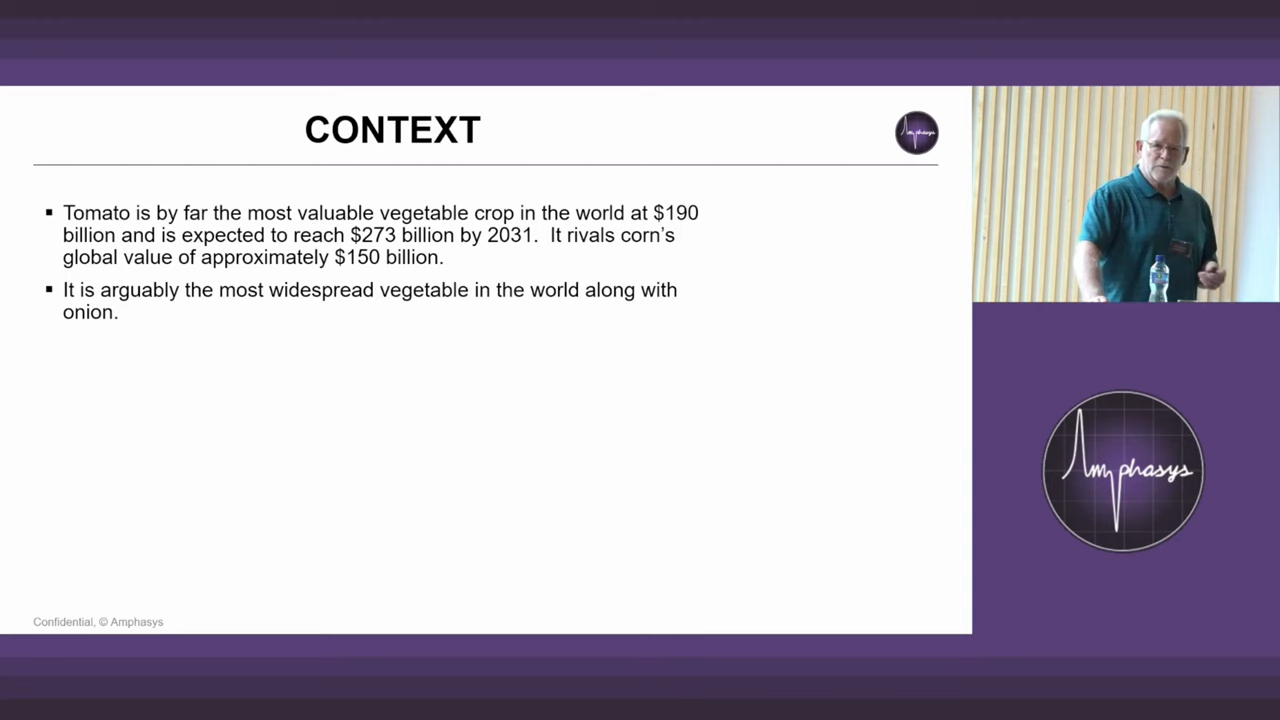 CONTEXT
Amphasys
▪ Tomato is by far the most valuable vegetable crop in the world at $190
billion and is expected to reach $273 billion by 2031.  It rivals corn's
global value of approximately $150 billion.
▪ It is arguably the most widespread vegetable in the world along with
onion.
Amphasys
Confidential, © Amphasys